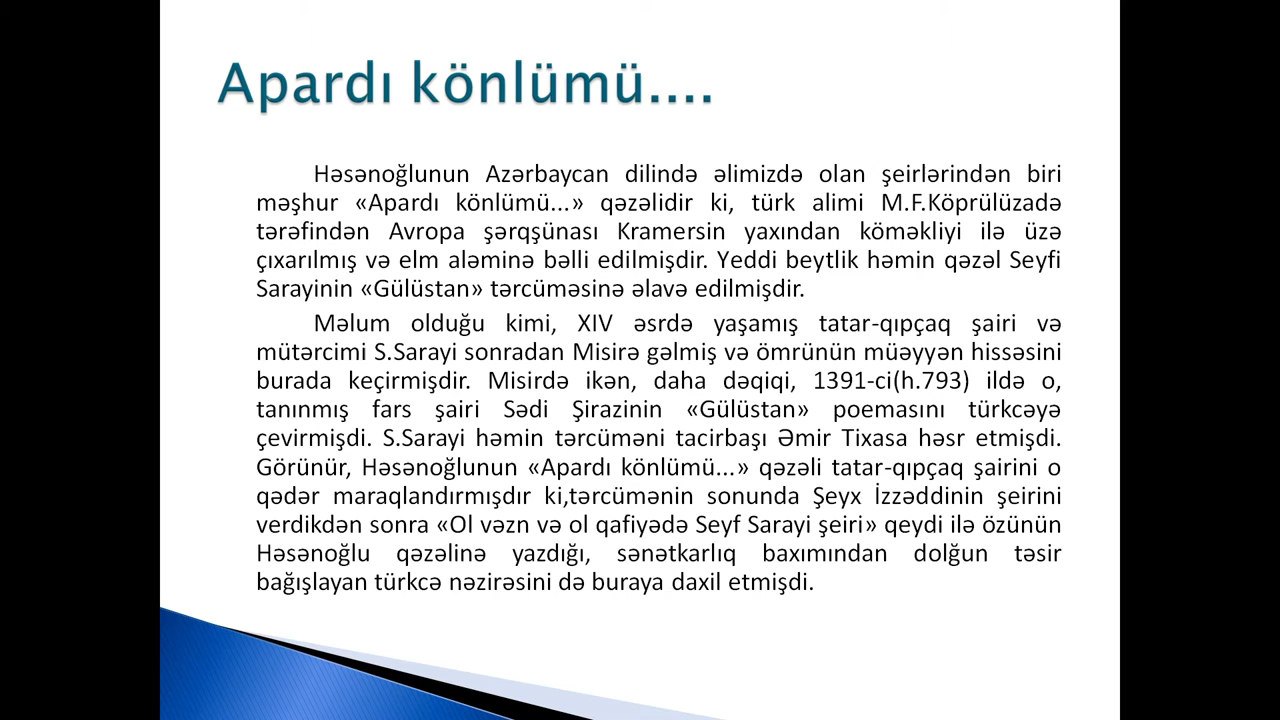 Apardı könlümü....
Həsənoğlunun Azərbaycan dilində əlimizdə olan şeirlərindən biri
məşhur «Apardı könlümü...» qəzəlidir ki, türk alimi M.F.Köprülüzadə
tərəfindən Avropa şərqşünası Kramersin yaxından köməkliyi ilə üzə
çıxarılmış və elm aləminə bəlli edilmişdir. Yeddi beytlik həmin qəzəl Seyfi
Sarayinin «Gülüstan» tərcüməsinə əlavə edilmişdir.
Məlum olduğu kimi, XIV əsrdə yaşamış tatar-qıpçaq şairi və
mütərcimi S.Sarayi sonradan Misirə gəlmiş və ömrünün müəyyən hissəsini
burada keçirmişdir. Misirdə ikən, daha dəqiqi, 1391-ci(h.793) ildə o,
tanınmış fars şairi Sədi Şirazinin «Gülüstan» poemasını türkcəyə
çevirmişdi. S.Sarayi həmin tərcüməni tacirbaşı Əmir Tixasa həsr etmişdi.
Görünür, Həsənoğlunun «Apardı könlümü...» qəzəli tatar-qıpçaq şairini o
qədər maraqlandırmışdır ki,tərcümənin sonunda Şeyx İzzəddinin şeirini
verdikdən sonra «Ol vəzn və ol qafiyədə Seyf Sarayi şeiri» qeydi ilə özünün
Həsənoğlu qəzəlinə yazdığı, sənətkarlıq baxımından dolğun təsir
bağışlayan türkcə nəzirəsini də buraya daxil etmişdi.